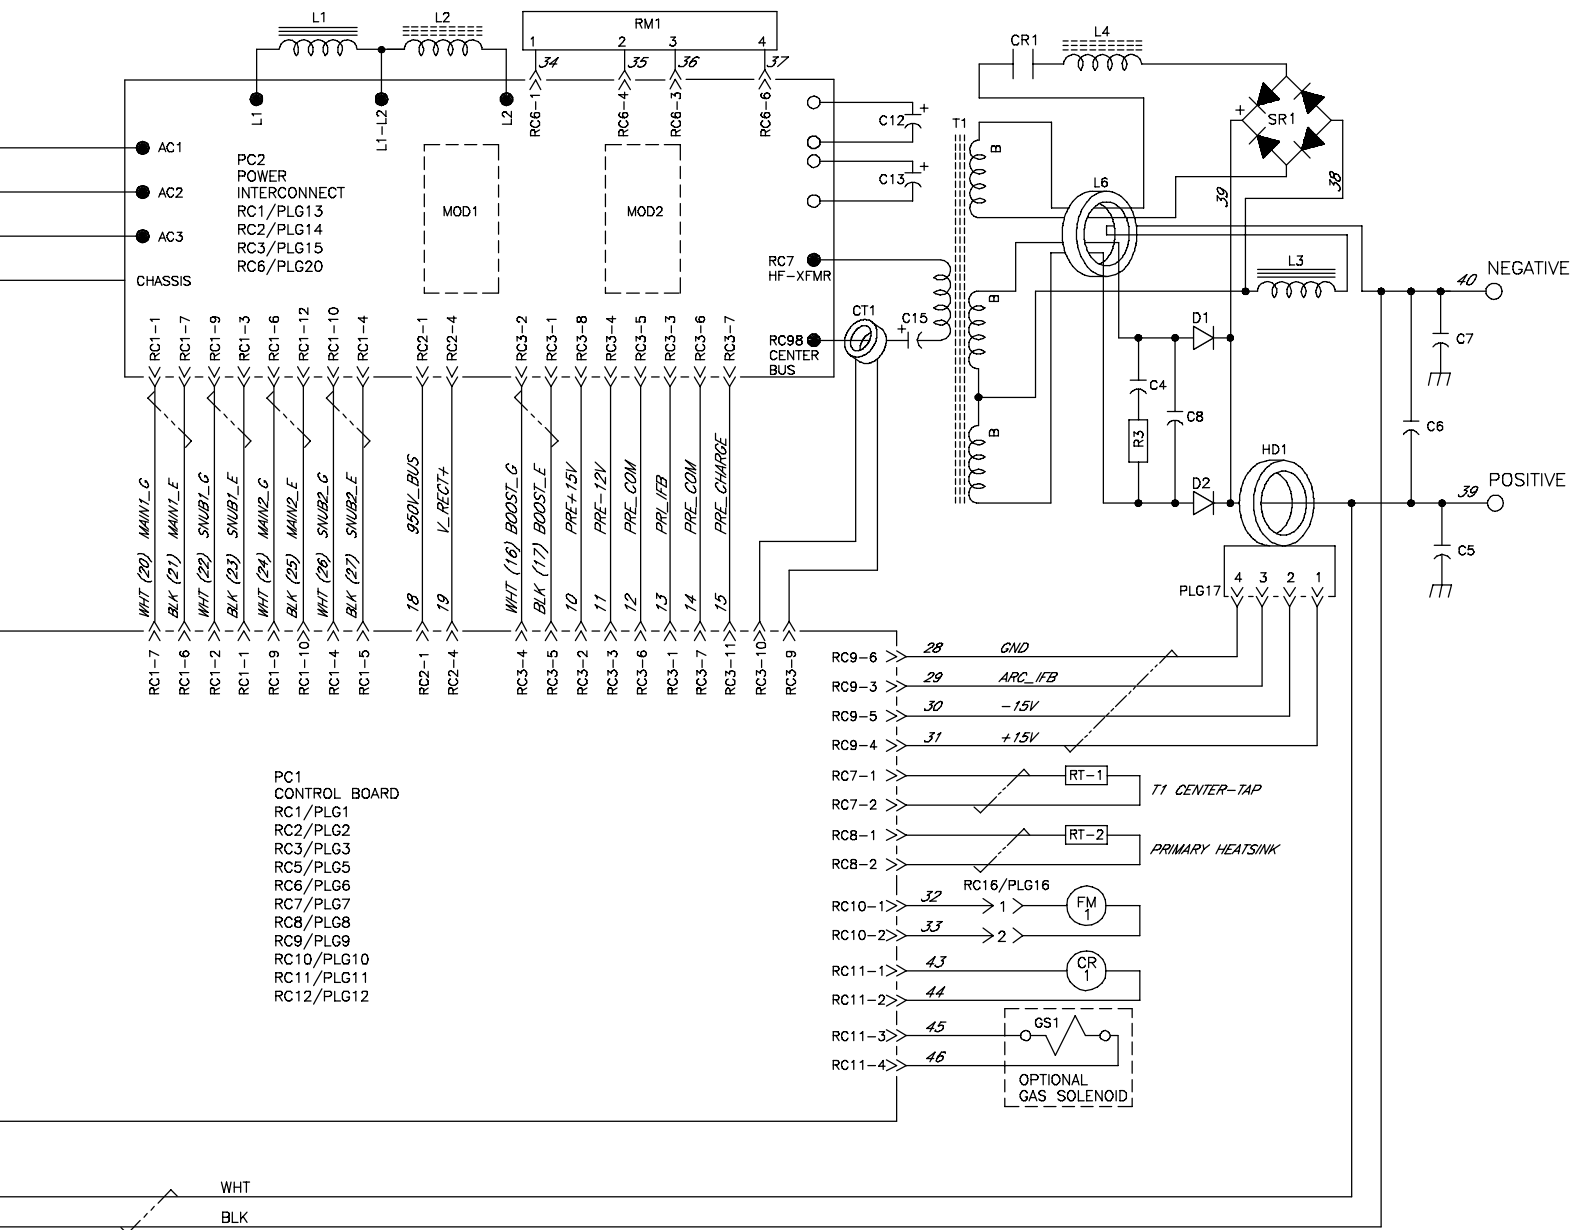 L1
L2
RM1
1
2
3
4
34
35
36
37
RC6-1
RC6-4
RC6-3
RC6-6
L1
L1-L2
L2
CR1
L4
SR1
+
39
38
AC1
AC2
AC3
CHASSIS
PC2
POWER
INTERCONNECT
RC1/PLG13
RC2/PLG14
RC3/PLG15
RC6/PLG20
MOD1
MOD2
C12
+
C13
+
T1
B
B
B
L6
RC7
HF-XFMR
RC98
CENTER
BUS
CT1
C15
+
L3
40
NEGATIVE
D1
C7
C4
R3
C8
C6
D2
HD1
39
POSITIVE
C5
RC1-1
RC1-7
RC1-9
RC1-3
RC1-6
RC1-12
RC1-10
RC1-4
RC2-1
RC2-4
RC3-2
RC3-1
RC3-8
RC3-4
RC3-5
RC3-3
RC3-6
RC3-7
WHT (20) MAIN1_G
BLK (21) MAIN1_E
WHT (22) SNUB1_G
BLK (23) SNUB1_E
WHT (24) MAIN2_G
BLK (25) MAIN2_E
WHT (26) SNUB2_G
BLK (27) SNUB2_E
18 950V_BUS
19 V_RECT+
WHT (16) BOOST_G
BLK (17) BOOST_E
10 PRE+15V
11 PRE-12V
12 PRE_COM
13 PRI_IFB
14 PRE_COM
15 PRE_CHARGE
RC1-7
RC1-6
RC1-2
RC1-1
RC1-9
RC1-10
RC1-4
RC1-5
RC2-1
RC2-4
RC3-4
RC3-5
RC3-2
RC3-3
RC3-6
RC3-1
RC3-7
RC3-11
RC3-10
RC3-9
PLG17
4
3
2
1
RC9-6 28 GND
RC9-3 29 ARC_IFB
RC9-5 30 -15V
RC9-4 31 +15V
RC7-1 RT-1
RC7-2
T1 CENTER-TAP
RC8-1 RT-2
RC8-2
PRIMARY HEATSINK
RC16/PLG16
RC10-1 32 1
FM
1
RC10-2 33 2
RC11-1 43
CR
1
RC11-2 44
RC11-3 45 GS1
RC11-4 46
OPTIONAL
GAS SOLENOID
PC1
CONTROL BOARD
RC1/PLG1
RC2/PLG2
RC3/PLG3
RC5/PLG5
RC6/PLG6
RC7/PLG7
RC8/PLG8
RC9/PLG9
RC10/PLG10
RC11/PLG11
RC12/PLG12
WHT
BLK